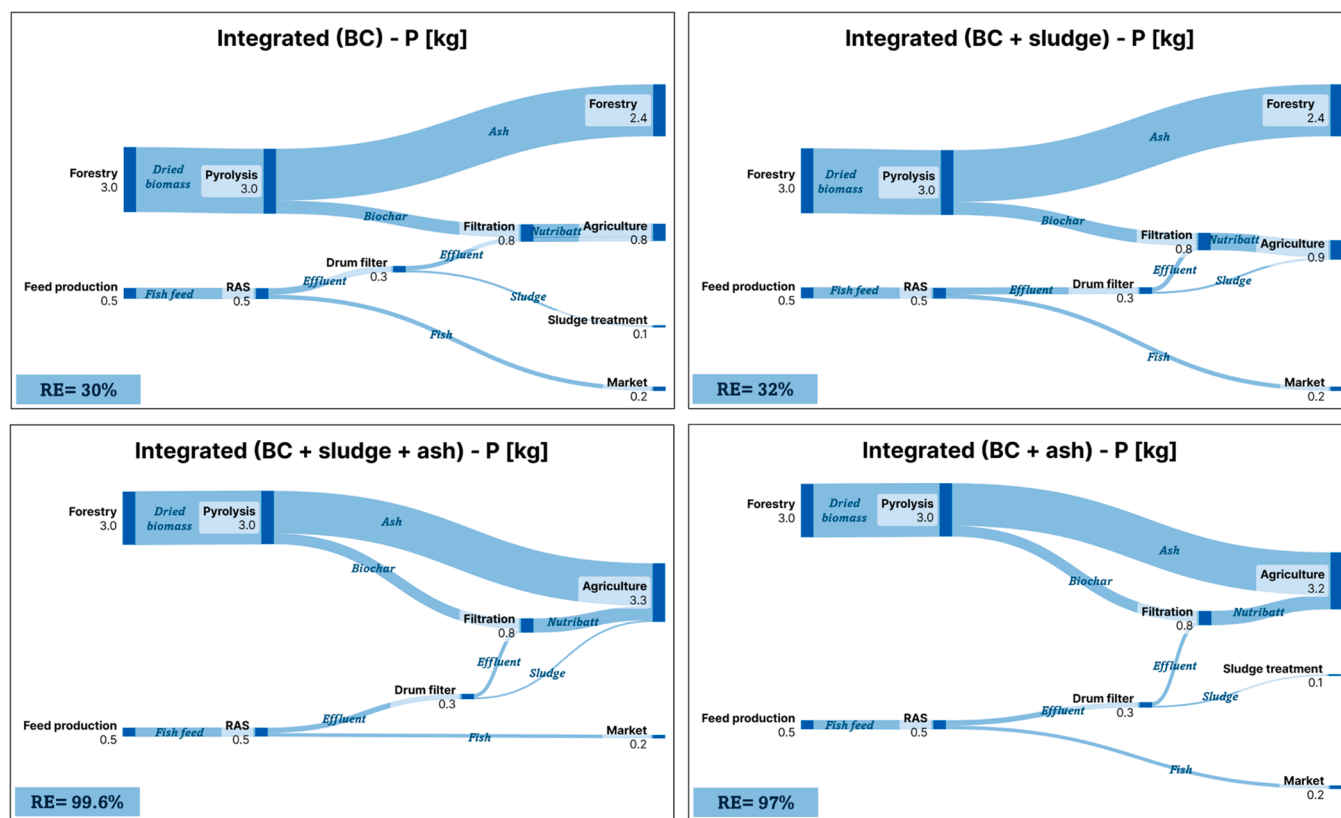 Integrated (BC) - P [kg]
Forestry
2.4
Ash
Forestry
3.0
Dried
biomass
Pyrolysis
3.0
Biochar
Filtration
0.8
Nutribatt
Agriculture
0.8
Effluent
Drum filter
0.3
Effluent
Feed production
0.5
Fish feed
RAS
0.5
Sludge
Sludge treatment
0.1
Fish
Market
0.2
RE= 30%
Integrated (BC + sludge) - P [kg]
Forestry
2.4
Ash
Forestry
3.0
Dried
biomass
Pyrolysis
3.0
Biochar
Filtration
0.8
Nutribatt
Agriculture
0.9
Effluent
Sludge
Drum filter
0.3
Effluent
Feed production
0.5
Fish feed
RAS
0.5
Fish
Market
0.2
RE= 32%
Integrated (BC + sludge + ash) - P [kg]
Forestry
3.0
Dried
biomass
Pyrolysis
3.0
Ash
Biochar
Agriculture
3.3
Filtration
0.8
Nutribatt
Effluent
Sludge
Drum filter
0.3
Effluent
Feed production
0.5
Fish feed
RAS
0.5
Fish
Market
0.2
RE= 99.6%
Integrated (BC + ash) - P [kg]
Forestry
3.0
Dried
biomass
Pyrolysis
3.0
Ash
Biochar
Agriculture
3.2
Filtration
0.8
Nutribatt
Effluent
Sludge treatment
0.1
Sludge
Drum filter
0.3
Effluent
Feed production
0.5
Fish feed
RAS
0.5
Fish
Market
0.2
RE= 97%